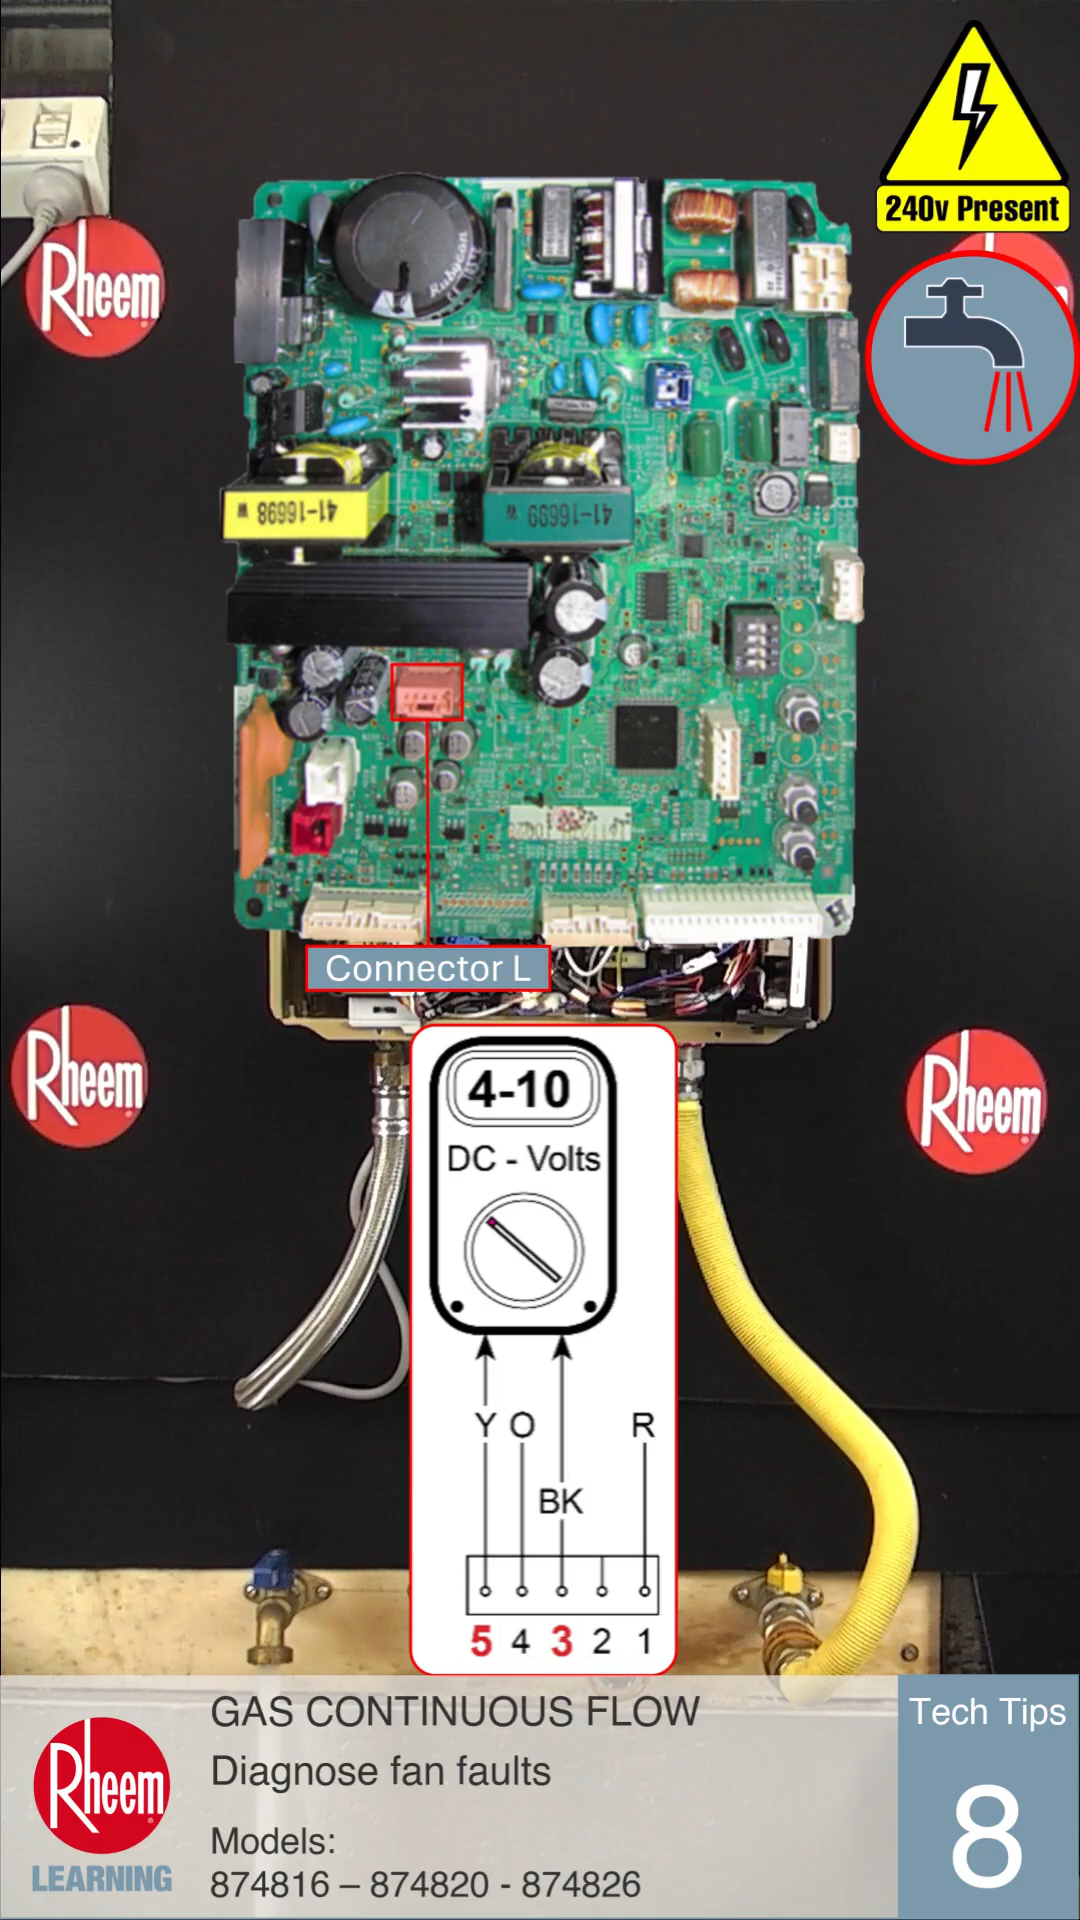 240v Present
Rheem
Rubycon
41-16698 W
41-16699 W
Connector L
4-10
DC - Volts
Rheem
Rheem
Y O R
BK
5 4 3 2 1
GAS CONTINUOUS FLOW
Diagnose fan faults
Models:
874816 – 874820 - 874826
Rheem
LEARNING
Tech Tips
8
H